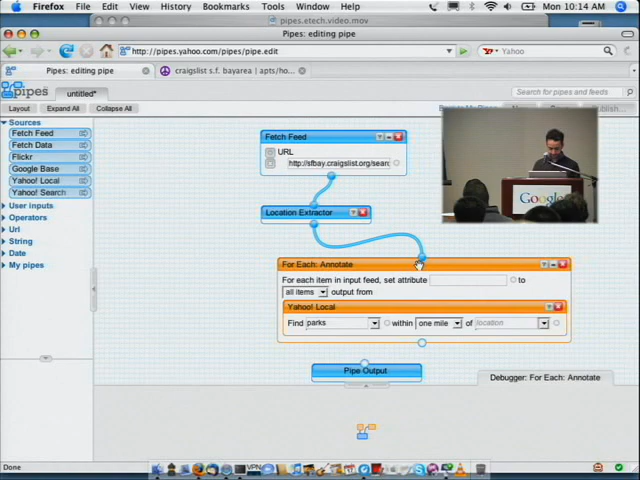 Firefox File Edit View History Bookmarks Tools Window Help Mon 10:14 AM
pipes.etech.video.mov
Pipes: editing pipe
http://pipes.yahoo.com/pipes/pipe.edit
Yahoo
Pipes: editing pipe
craigslist s.f. bayarea | apts/ho...
pipes
untitled*
Search for pipes and feeds
Layout Expand All Collapse All
Sources
Fetch Feed
Fetch Data
Flickr
Google Base
Yahoo! Local
Yahoo! Search
User inputs
Operators
Url
String
Date
My pipes
Fetch Feed
URL
http://sfbay.craigslist.org/sear
Location Extractor
Google
For Each: Annotate
For each item in input feed, set attribute to
all items output from
Yahoo! Local
Find parks within one mile of location
Pipe Output
Debugger: For Each: Annotate
VPN
Done